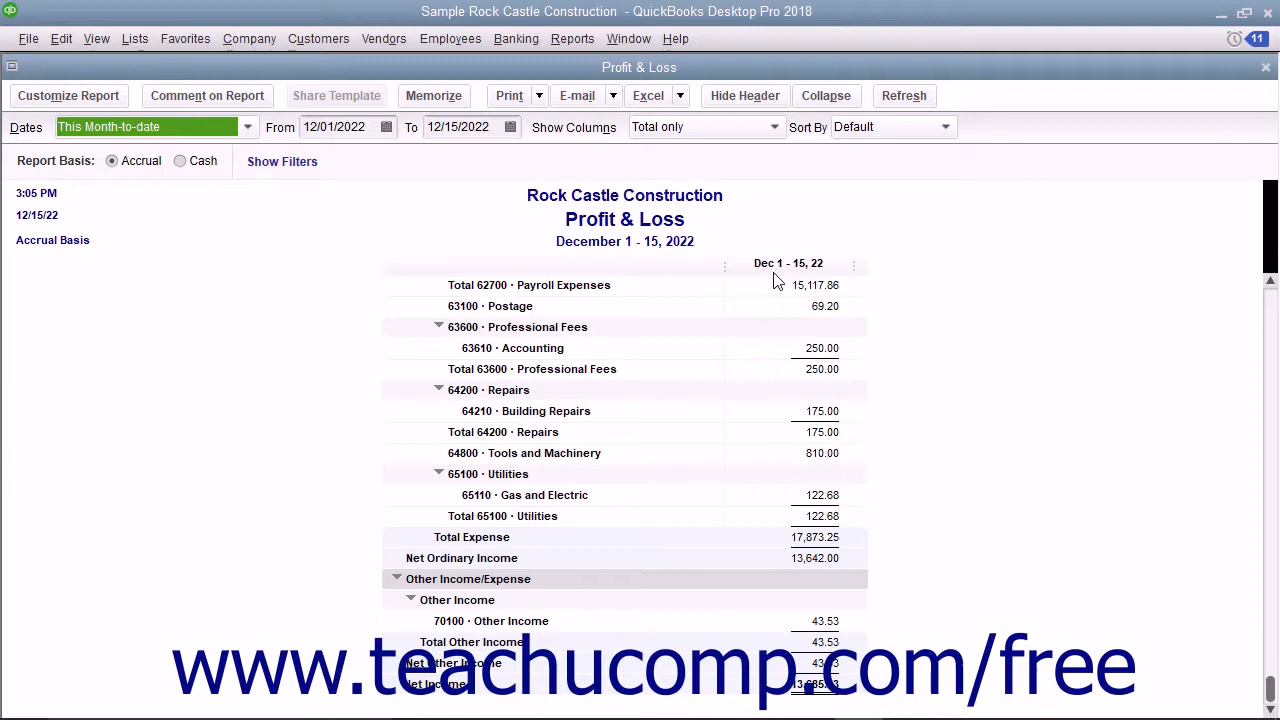 Sample Rock Castle Construction - QuickBooks Desktop Pro 2018
File Edit View Lists Favorites Company Customers Vendors Employees Banking Reports Window Help 11
Profit & Loss
Customize Report Comment on Report Share Template Memorize Print E-mail Excel Hide Header Collapse Refresh
Dates This Month-to-date From 12/01/2022 To 12/15/2022 Show Columns Total only Sort By Default
Report Basis: Accrual Cash Show Filters
3:05 PM
12/15/22
Accrual Basis
Rock Castle Construction
Profit & Loss
December 1 - 15, 2022
Dec 1 - 15, 22
Total 62700 · Payroll Expenses 15,117.86
63100 · Postage 69.20
63600 · Professional Fees
63610 · Accounting 250.00
Total 63600 · Professional Fees 250.00
64200 · Repairs
64210 · Building Repairs 175.00
Total 64200 · Repairs 175.00
64800 · Tools and Machinery 810.00
65100 · Utilities
65110 · Gas and Electric 122.68
Total 65100 · Utilities 122.68
Total Expense 17,873.25
Net Ordinary Income 13,642.00
Other Income/Expense
Other Income
70100 · Other Income 43.53
Total Other Income 43.53
Net Other Income
Net Income
www.teachucomp.com/free